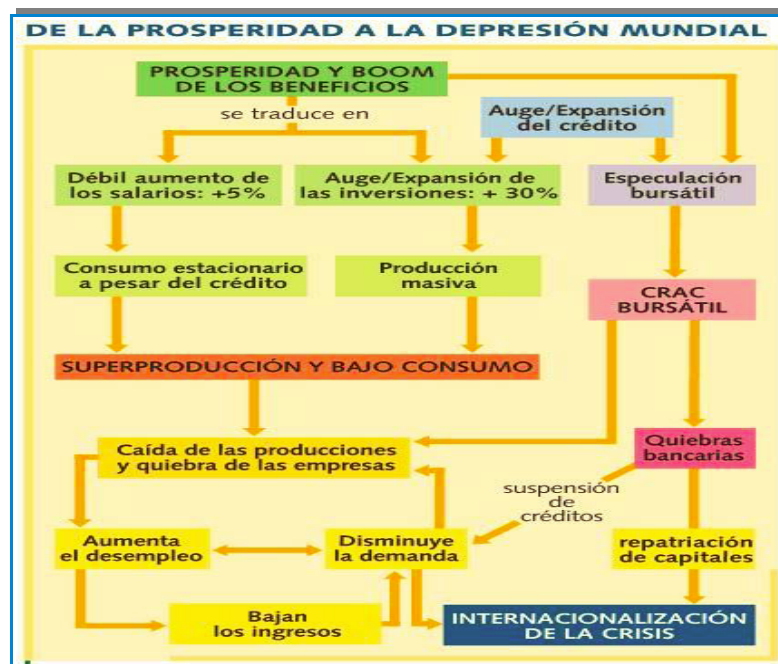 DE LA PROSPERIDAD A LA DEPRESIÓN MUNDIAL
PROSPERIDAD Y BOOM
DE LOS BENEFICIOS
se traduce en
Auge/Expansión
del crédito
Débil aumento de
los salarios: +5%
Auge/Expansión de
las inversiones: + 30%
Especulación
bursátil
Consumo estacionario
a pesar del crédito
Producción
masiva
CRAC
BURSÁTIL
SUPERPRODUCCIÓN Y BAJO CONSUMO
Caída de las producciones
y quiebra de las empresas
Quiebras
bancarias
suspensión
de
créditos
Aumenta
el desempleo
Disminuye
la demanda
repatriación
de capitales
Bajan
los ingresos
INTERNACIONALIZACIÓN
DE LA CRISIS